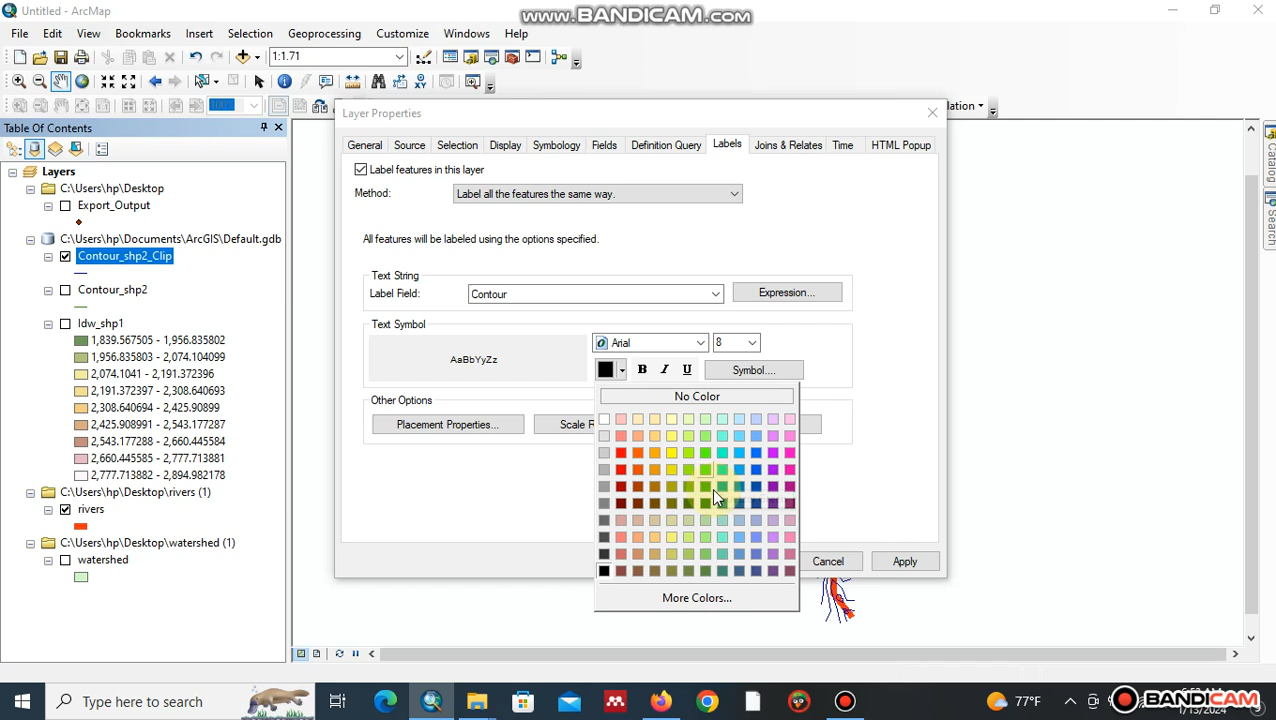 Untitled - ArcMap
www.BANDICAM.com
File Edit View Bookmarks Insert Selection Geoprocessing Customize Windows Help
1:1.71
100%
Table Of Contents
Layers
C:\Users\hp\Desktop
Export_Output
C:\Users\hp\Documents\ArcGIS\Default.gdb
Contour_shp2_Clip
Contour_shp2
Idw_shp1
1,839.567505 - 1,956.835802
1,956.835803 - 2,074.104099
2,074.1041 - 2,191.372396
2,191.372397 - 2,308.640693
2,308.640694 - 2,425.90899
2,425.908991 - 2,543.177287
2,543.177288 - 2,660.445584
2,660.445585 - 2,777.713881
2,777.713882 - 2,894.982178
C:\Users\hp\Desktop\rivers (1)
rivers
C:\Users\hp\Desktop\watershed (1)
watershed
Layer Properties
General Source Selection Display Symbology Fields Definition Query Labels Joins & Relates Time HTML Popup
Label features in this layer
Method: Label all the features the same way.
All features will be labeled using the options specified.
Text String
Label Field: Contour Expression...
Text Symbol
AaBbYyZz
Arial 8
B I U Symbol....
No Color
Other Options
Placement Properties... Scale R
More Colors...
Cancel Apply
lation
Catalog
Search
Type here to search
77°F
BANDICAM
1/13/2024